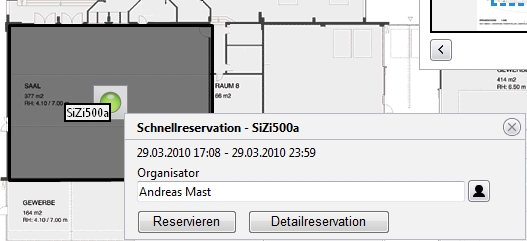 SAAL
377 m2
RH: 4.10 / 7.00 m
SiZi500a
RAUM 8
66 m2
GEWERBE
414 m2
RH: 6.50 m
Schnellreservation - SiZi500a
29.03.2010 17:08 - 29.03.2010 23:59
Organisator
Andreas Mast
Reservieren
Detailreservation
GEWERBE
164 m2
RH: 4.10 / 7.00 m